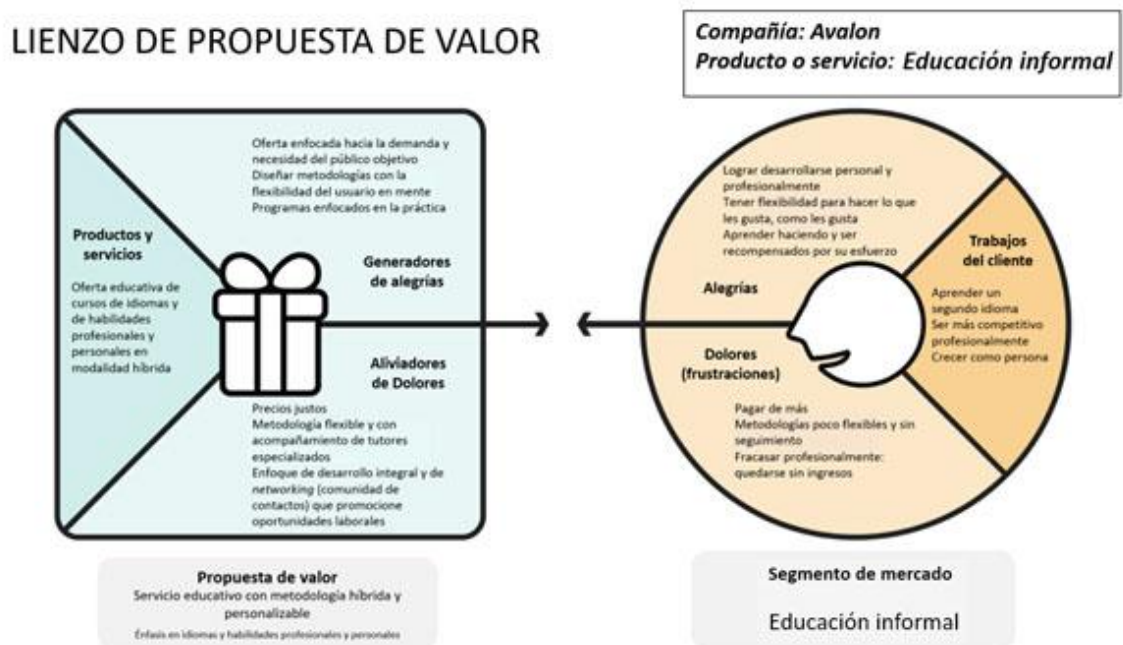 LIENZO DE PROPUESTA DE VALOR
Compañía: Avalon
Producto o servicio: Educación informal
Oferta enfocada hacia la demanda y
necesidad del público objetivo
Diseñar metodologías con la
flexibilidad del usuario en mente
Programas enfocados en la práctica
Productos y
servicios
Oferta educativa de
cursos de idiomas y
de habilidades
profesionales y
personales en
modalidad híbrida
Generadores
de alegrías
Aliviadores
de Dolores
Precios justos
Metodología flexible y con
acompañamiento de tutores
especializados
Enfoque de desarrollo integral y de
networking (comunidad de
contactos) que promocione
oportunidades laborales
Propuesta de valor
Servicio educativo con metodología híbrida y
personalizable
Énfasis en idiomas y habilidades profesionales y personales
Lograr desarrollarse personal y
profesionalmente
Tener flexibilidad para hacer lo que
les gusta, como les gusta
Aprender haciendo y ser
recompensados por su esfuerzo
Alegrías
Dolores
(frustraciones)
Pagar de más
Metodologías poco flexibles y sin
seguimiento
Fracasar profesionalmente:
quedarse sin ingresos
Trabajos
del cliente
Aprender un
segundo idioma
Ser más competitivo
profesionalmente
Crecer como persona
Segmento de mercado
Educación informal